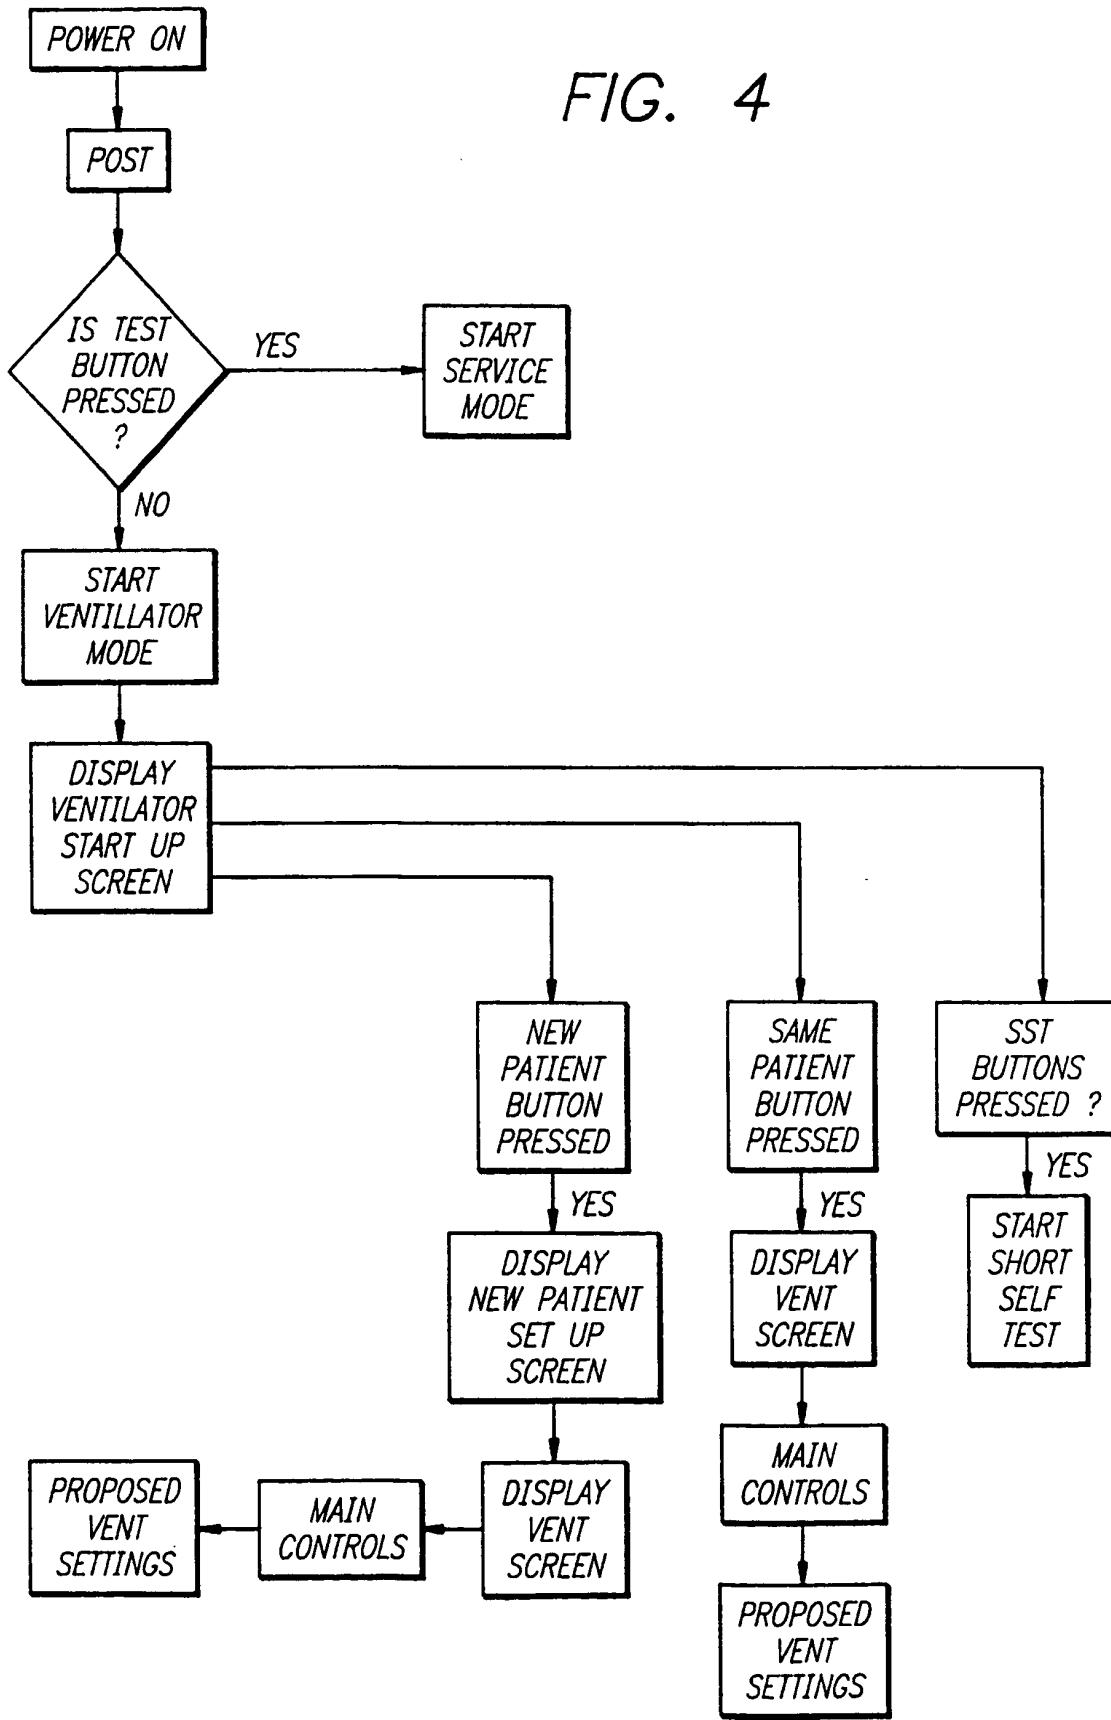 POWER ON
FIG. 4
POST
IS TEST
BUTTON
PRESSED
?
YES
START
SERVICE
MODE
NO
START
VENTILLATOR
MODE
DISPLAY
VENTILATOR
START UP
SCREEN
NEW
PATIENT
BUTTON
PRESSED
SAME
PATIENT
BUTTON
PRESSED
SST
BUTTONS
PRESSED ?
YES
YES
YES
DISPLAY
NEW PATIENT
SET UP
SCREEN
DISPLAY
VENT
SCREEN
START
SHORT
SELF
TEST
PROPOSED
VENT
SETTINGS
MAIN
CONTROLS
DISPLAY
VENT
SCREEN
MAIN
CONTROLS
PROPOSED
VENT
SETTINGS